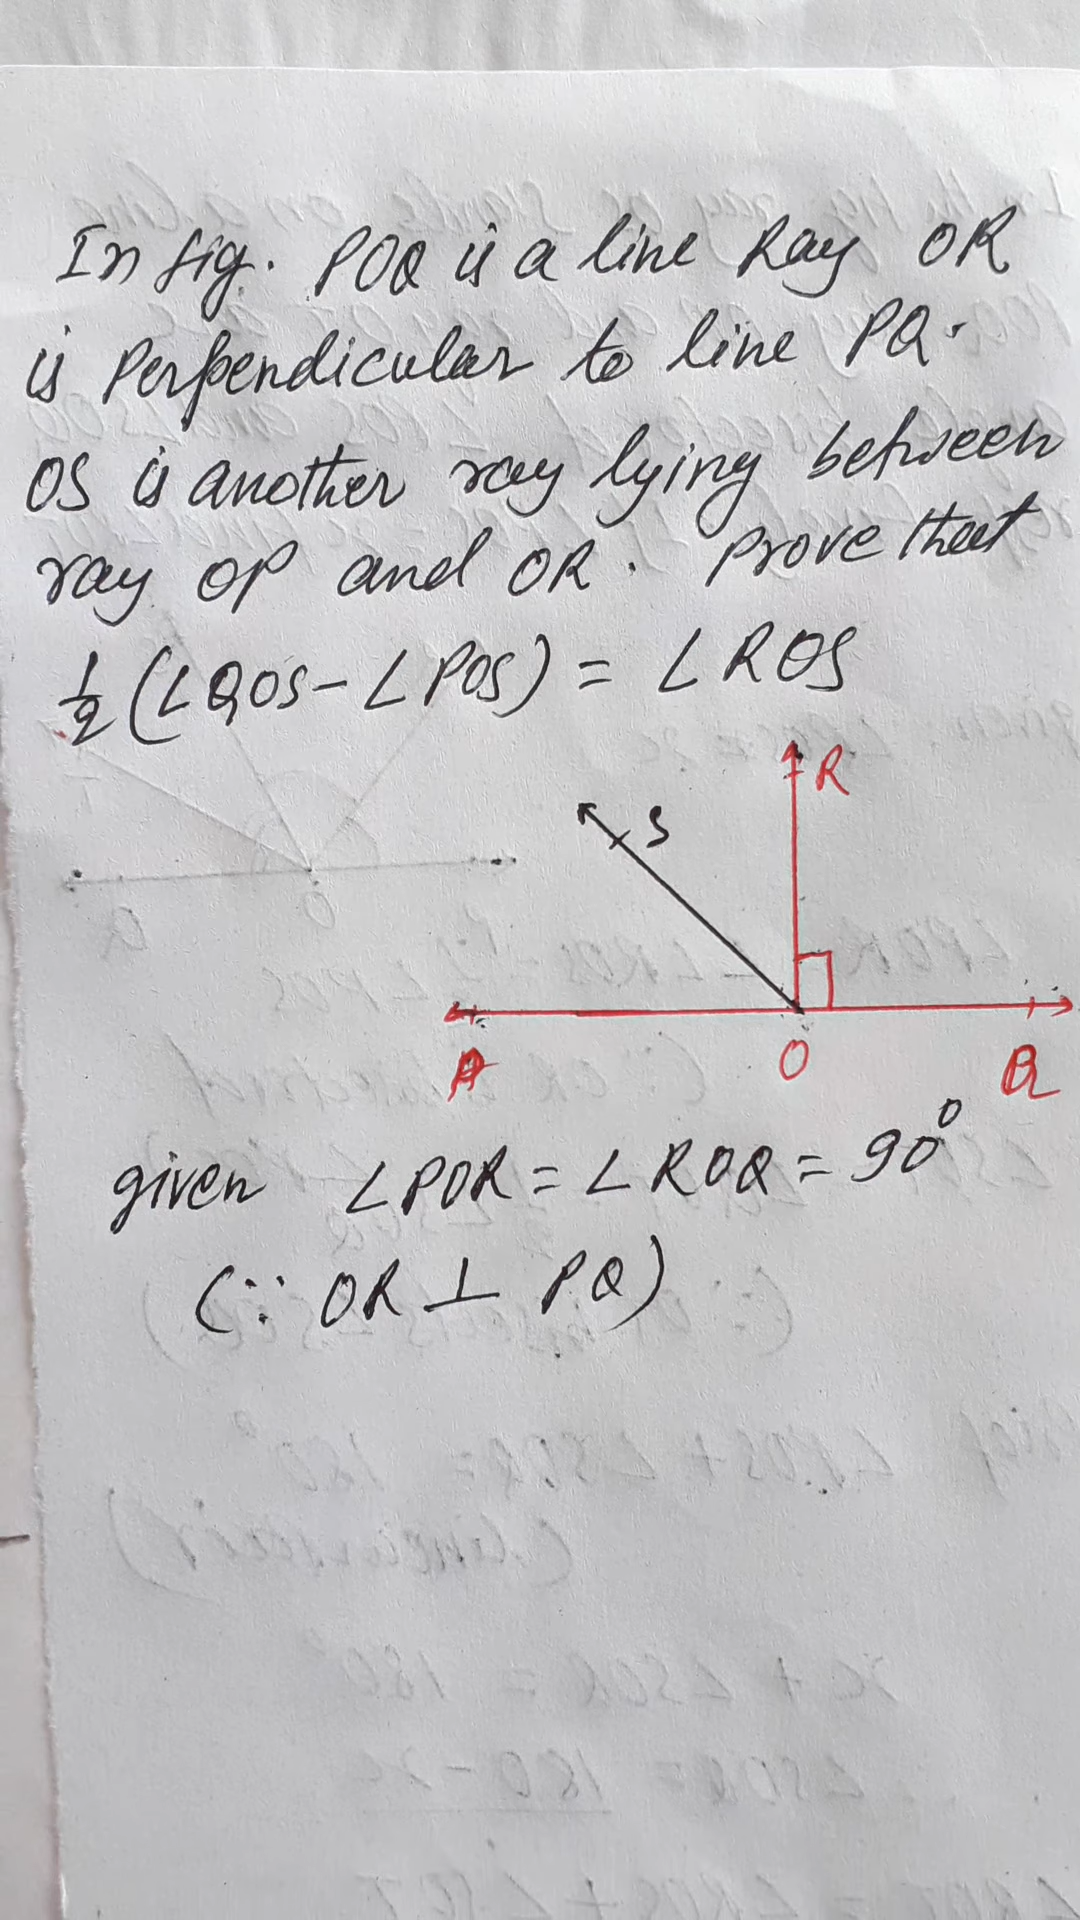 In fig. POQ is a line Ray OR
is Perpendicular to line PQ.
OS is another ray lying between
ray OP and OR. Prove that
1/2 (∠QOS - ∠POS) = ∠ROS
R
S
P
O
Q
given ∠POR = ∠ROQ = 90°
(∵ OR ⊥ PQ)